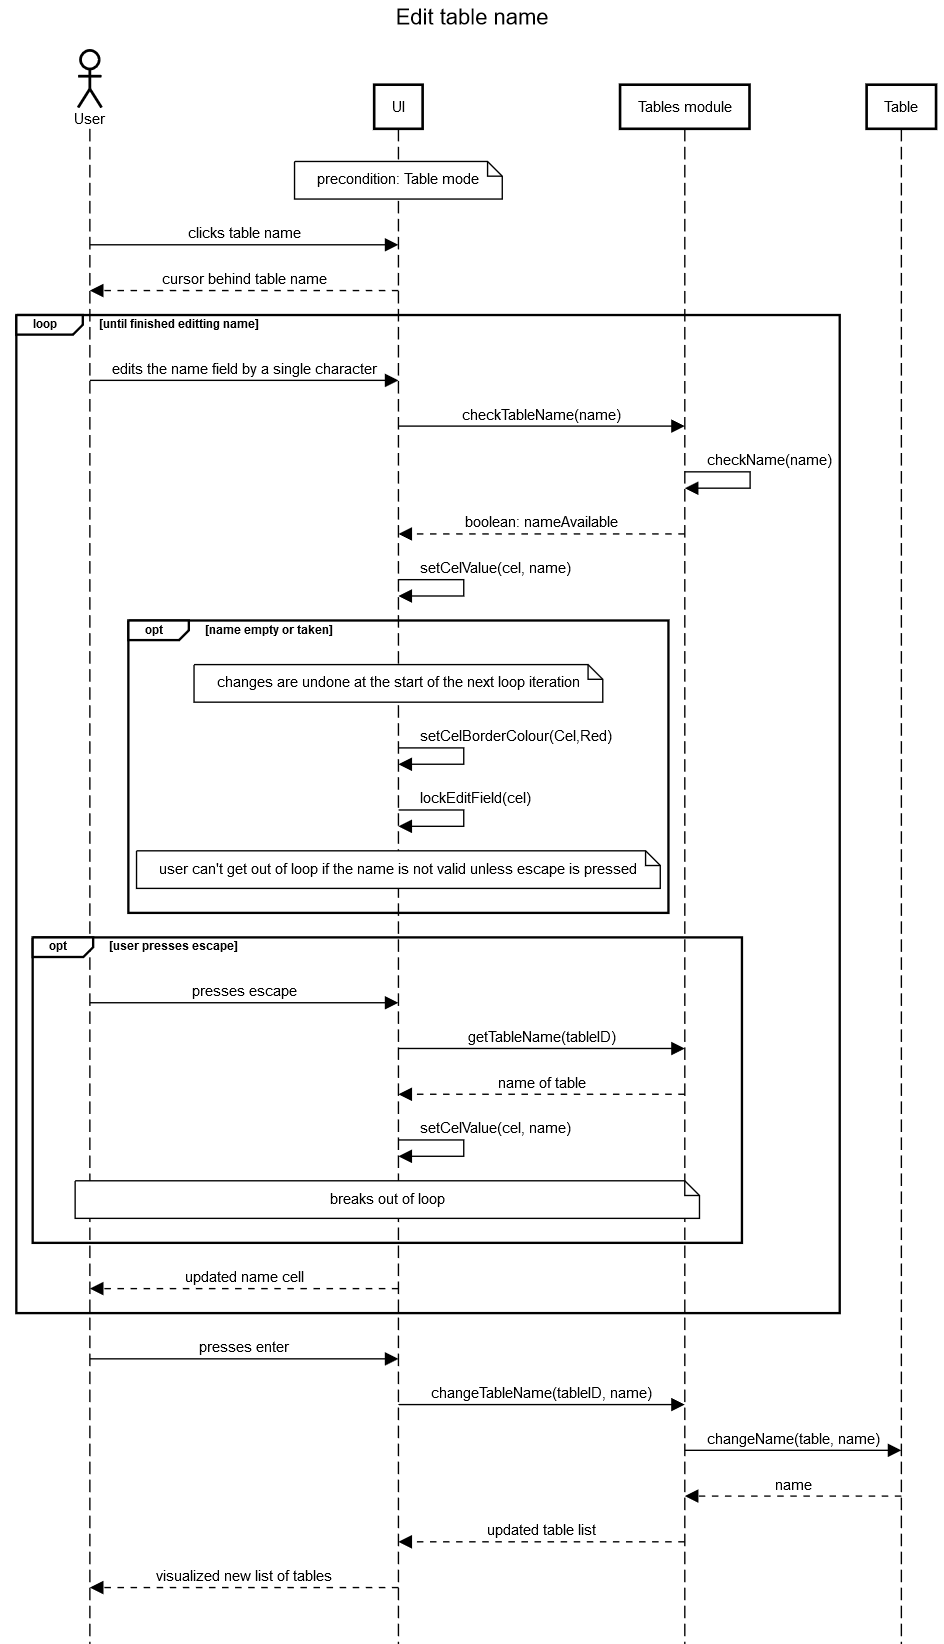 Edit table name
User
UI
Tables module
Table
precondition: Table mode
clicks table name
cursor behind table name
loop
[until finished editting name]
edits the name field by a single character
checkTableName(name)
checkName(name)
boolean: nameAvailable
setCelValue(cel, name)
opt
[name empty or taken]
changes are undone at the start of the next loop iteration
setCelBorderColour(Cel,Red)
lockEditField(cel)
user can't get out of loop if the name is not valid unless escape is pressed
opt
[user presses escape]
presses escape
getTableName(tableID)
name of table
setCelValue(cel, name)
breaks out of loop
updated name cell
presses enter
changeTableName(tableID, name)
changeName(table, name)
name
updated table list
visualized new list of tables